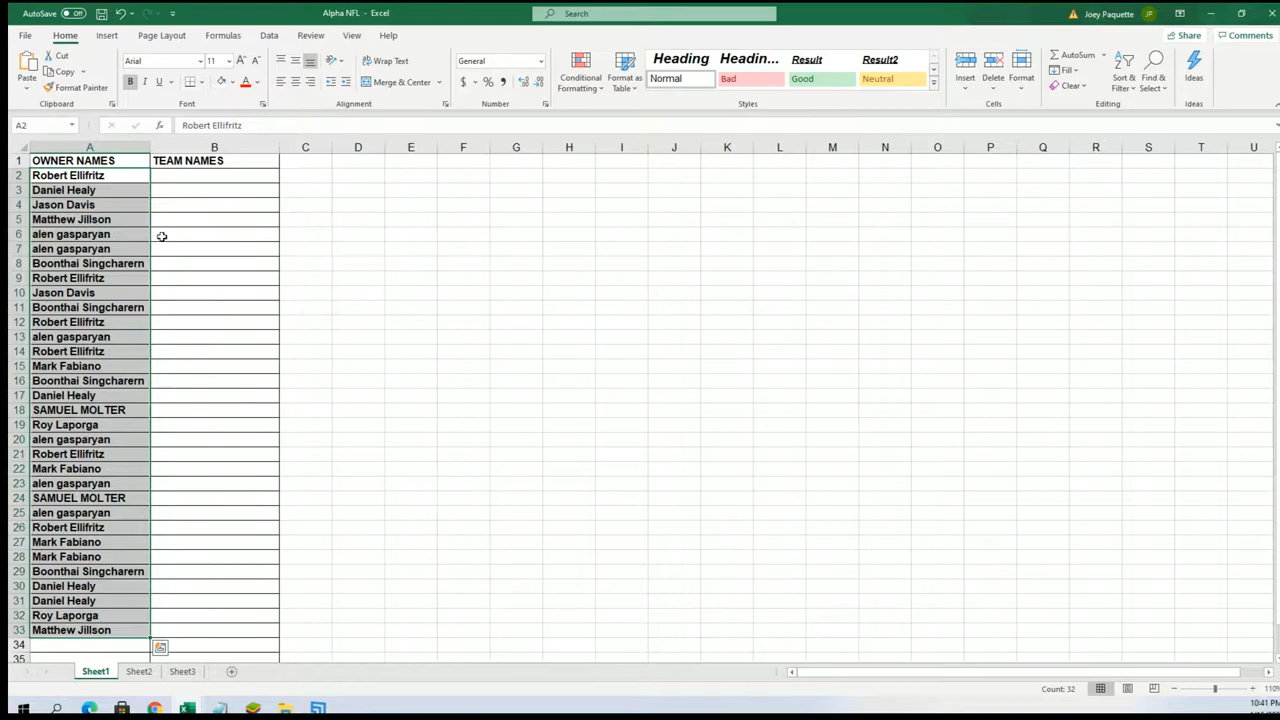 AutoSave Off
Alpha NFL - Excel
Search
Joey Paquette JP
File Home Insert Page Layout Formulas Data Review View Help
Share Comments
Paste
Cut
Copy
Format Painter
Clipboard
Arial 11
B I U
Font
Wrap Text
Merge & Center
Alignment
General
$ % ,
Number
Conditional Formatting
Format as Table
Heading Headin... Result Result2
Normal Bad Good Neutral
Styles
Insert Delete Format
Cells
AutoSum
Fill
Clear
Sort & Filter
Find & Select
Editing
Ideas
Ideas
A2 fx Robert Ellifritz
A B C D E F G H I J K L M N O P Q R S T U
1 OWNER NAMES TEAM NAMES
2 Robert Ellifritz
3 Daniel Healy
4 Jason Davis
5 Matthew Jillson
6 alen gasparyan
7 alen gasparyan
8 Boonthai Singcharern
9 Robert Ellifritz
10 Jason Davis
11 Boonthai Singcharern
12 Robert Ellifritz
13 alen gasparyan
14 Robert Ellifritz
15 Mark Fabiano
16 Boonthai Singcharern
17 Daniel Healy
18 SAMUEL MOLTER
19 Roy Laporga
20 alen gasparyan
21 Robert Ellifritz
22 Mark Fabiano
23 alen gasparyan
24 SAMUEL MOLTER
25 alen gasparyan
26 Robert Ellifritz
27 Mark Fabiano
28 Mark Fabiano
29 Boonthai Singcharern
30 Daniel Healy
31 Daniel Healy
32 Roy Laporga
33 Matthew Jillson
34
35
Sheet1 Sheet2 Sheet3
Count: 32
110%
10:41 PM